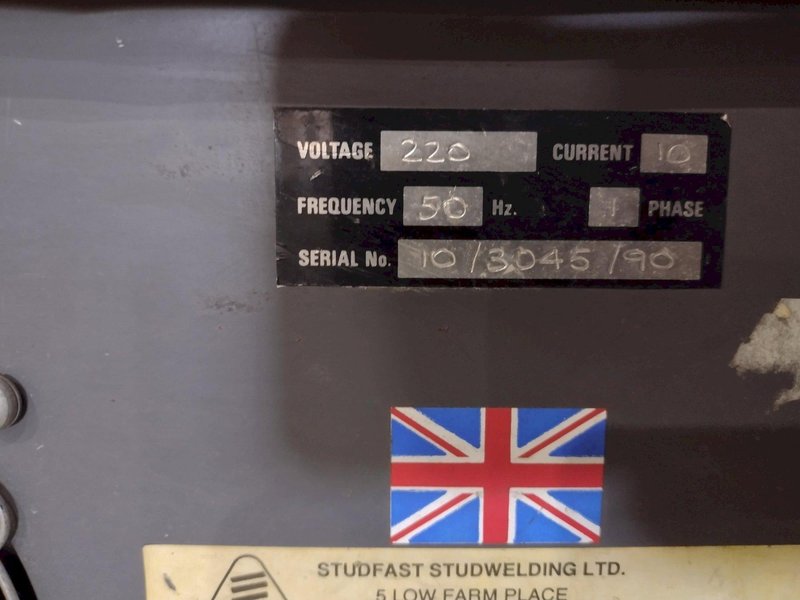 VOLTAGE 220 CURRENT 10
FREQUENCY 50 Hz. 1 PHASE
SERIAL No. 10/3045/90
STUDFAST STUDWELDING LTD.
5 LOW FARM PLACE